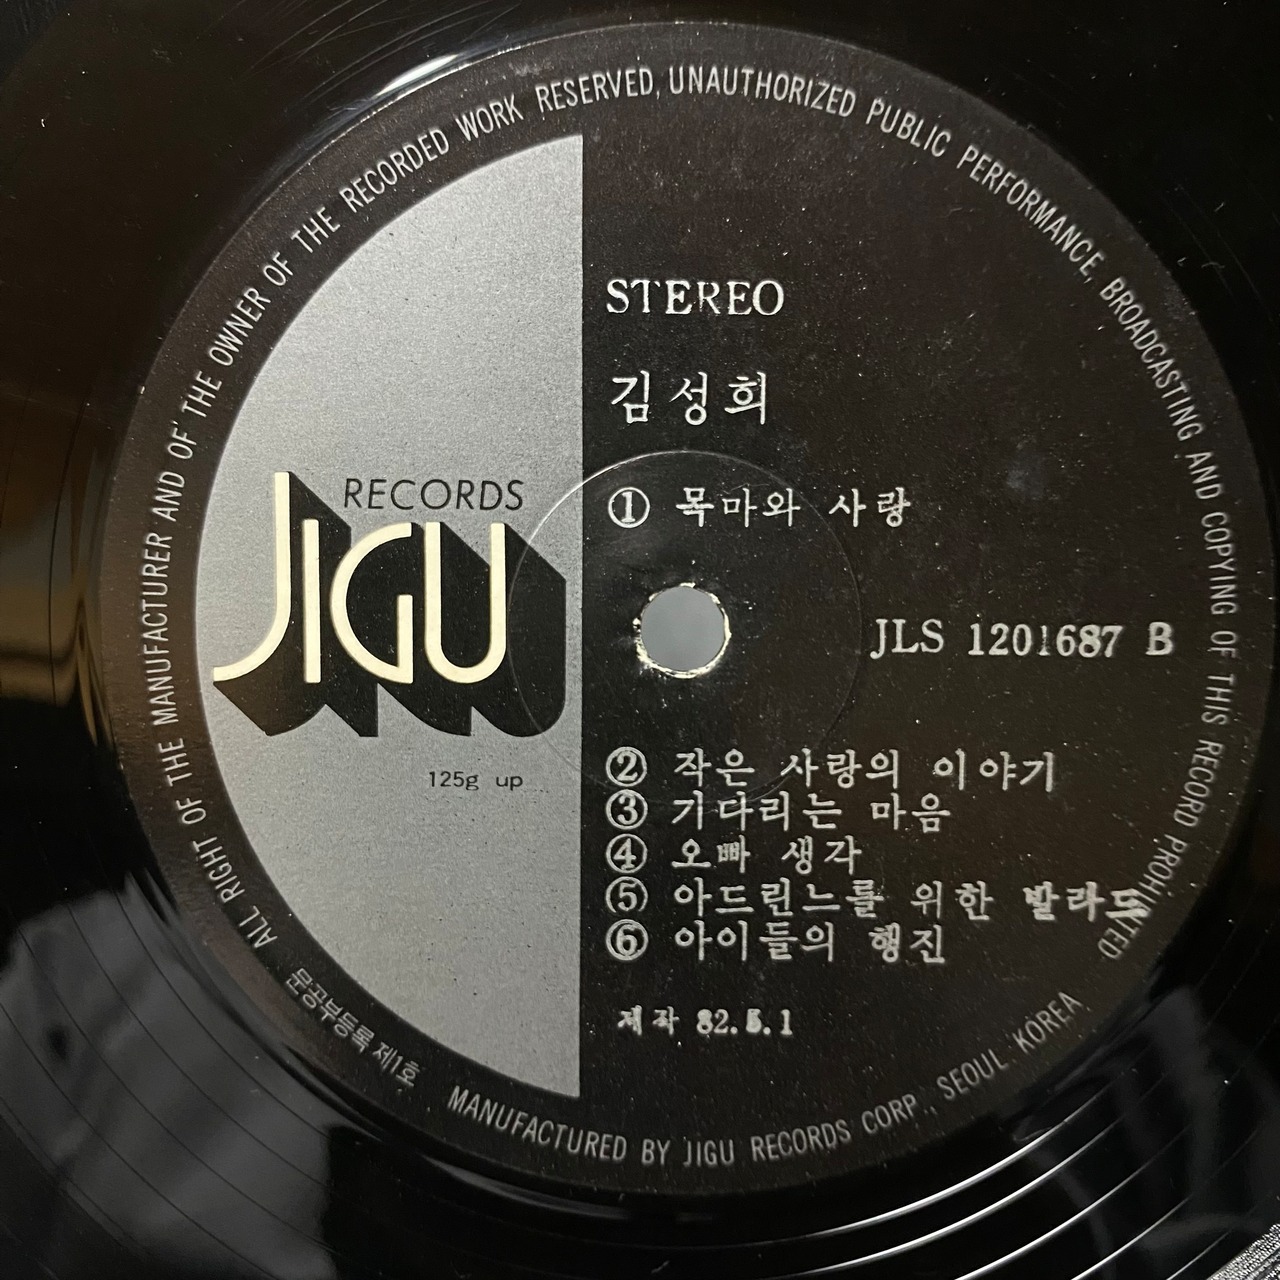 ALL RIGHT OF THE MANUFACTURER AND OF THE OWNER OF THE RECORDED WORK RESERVED, UNAUTHORIZED PUBLIC PERFORMANCE, BROADCASTING AND COPYING OF THIS RECORD PROHIBITED
STEREO
김성희
RECORDS
JIGU
125g up
① 목마와 사랑
JLS 1201687 B
② 작은 사랑의 이야기
③ 기다리는 마음
④ 오빠 생각
⑤ 아드린느를 위한 발라드
⑥ 아이들의 행진
제작 82.5.1
문공부등록 제1호
MANUFACTURED BY JIGU RECORDS CORP., SEOUL KOREA